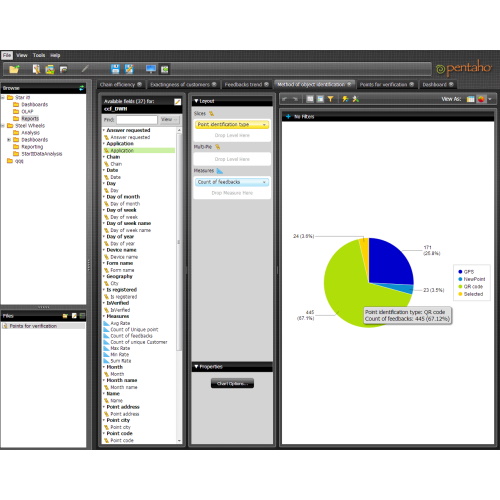 File View Tools Help
pentaho
Browse
Star It!
Dashboards
OLAP
Reports
Steel Wheels
Analysis
Dashboards
Reporting
StarItDataAnalysis
qqq
Files
Points for verification
Chain efficiency
Exactingness of customers
Feedbacks trend
Method of object identification
Points for verification
Dashboard
Available fields (37) for:
ccf_DWH
Find:
View
Answer requested
Answer requested
Application
Application
Chain
Chain
Date
Date
Day
Day
Day of month
Day of month
Day of week
Day of week
Day of week name
Day of week name
Day of year
Day of year
Device name
Device name
Form name
Form name
Geography
City
Is registered
Is registered
IsVerified
IsVerified
Measures
Avg Rate
Count of Unique point
Count of feedbacks
Count of unique Customer
Max Rate
Min Rate
Sum Rate
Month
Month
Month name
Month name
Name
Name
Point address
Point address
Point city
Point city
Point code
Point code
Layout
Slices
Point identification type
Drop Level Here
Multi-Pie
Drop Level Here
Measures
Count of feedbacks
Drop Measure Here
Properties
Chart Options...
View As:
No Filters
24 (3.6%)
171
(25.8%)
23 (3.5%)
445
(67.1%)
Point identification type: QR code
Count of feedbacks: 445 (67.12%)
GPS
NewPoint
QR code
Selected